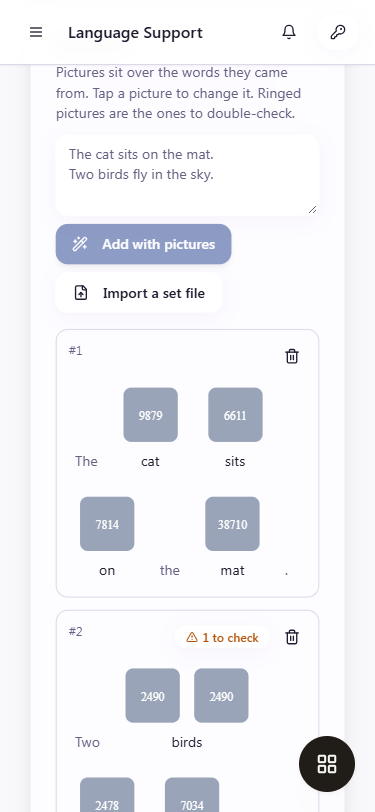 Language Support
Pictures sit over the words they came
from. Tap a picture to change it. Ringed
pictures are the ones to double-check.
The cat sits on the mat.
Two birds fly in the sky.
Add with pictures
Import a set file
#1
9879 6611
The cat sits
7814 38710
on the mat .
#2 1 to check
2490 2490
Two birds
2478 7034